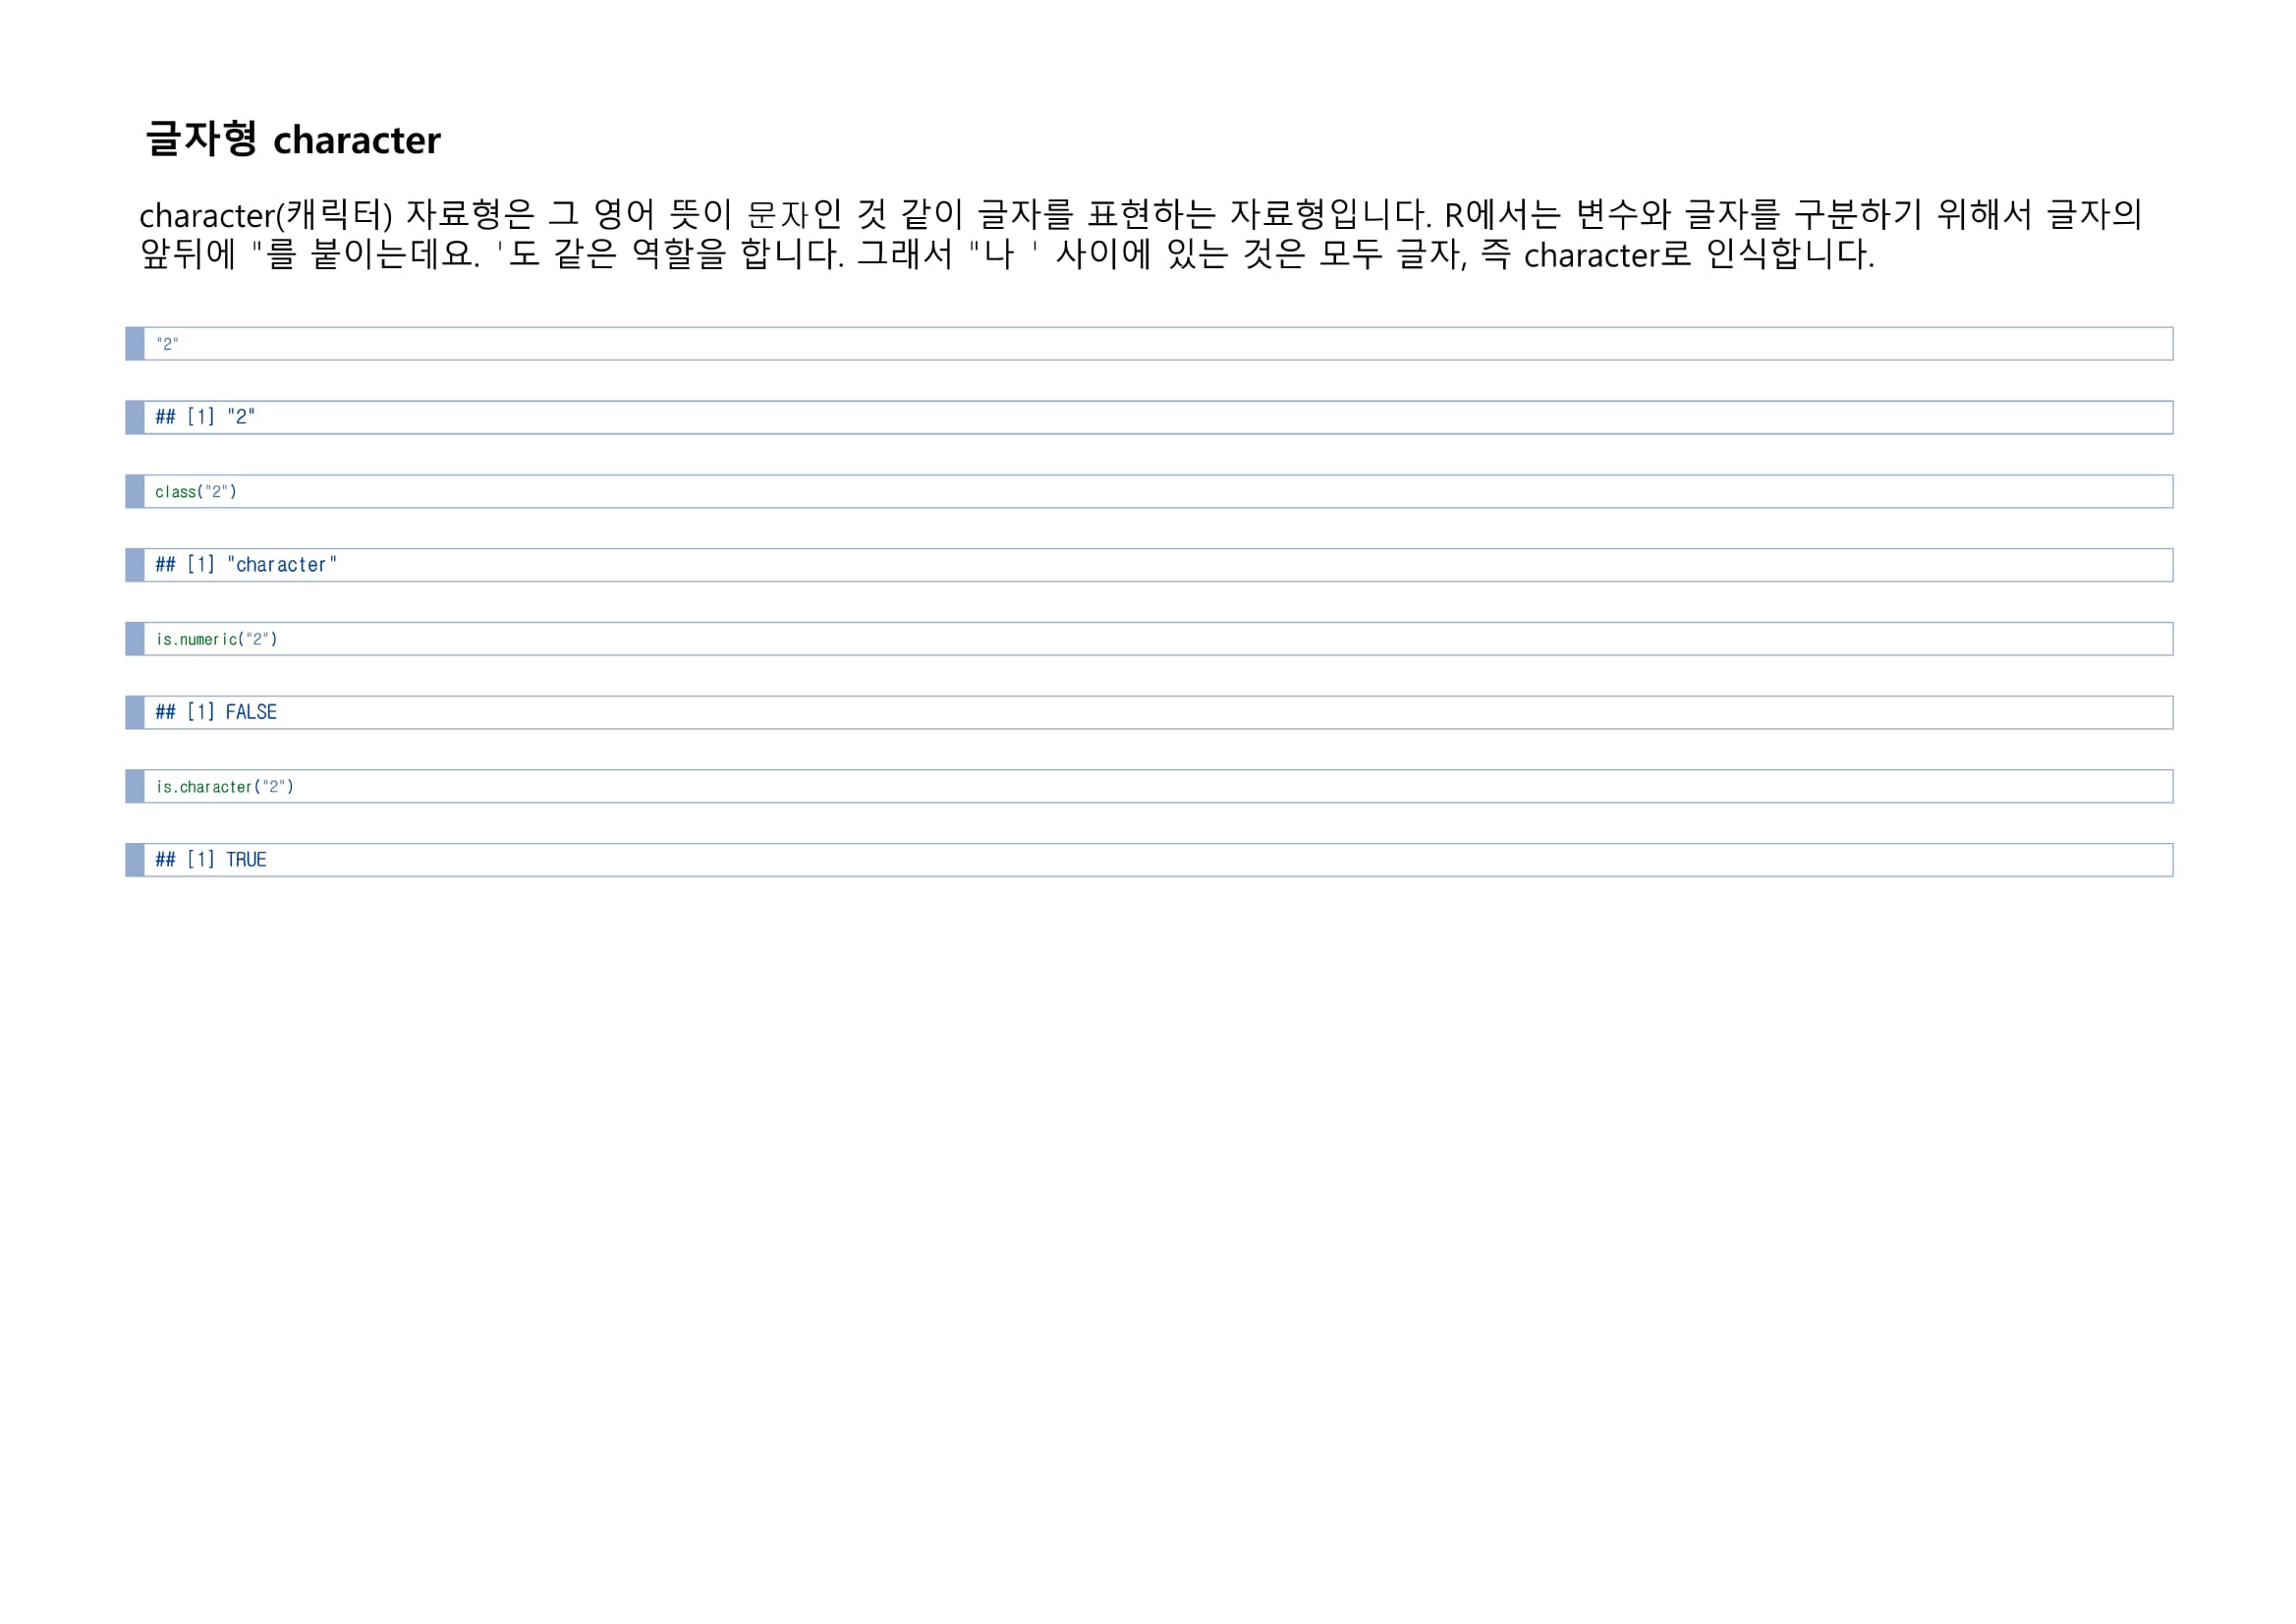 글자형 character
character(캐릭터) 자료형은 그 영어 뜻이 문자인 것 같이 글자를 표현하는 자료형입니다. R에서는 변수와 글자를 구분하기 위해서 글자의
앞뒤에 "를 붙이는데요. '도 같은 역할을 합니다. 그래서 "나 ' 사이에 있는 것은 모두 글자, 즉 character로 인식합니다.
"2"
## [1] "2"
class("2")
## [1] "character"
is.numeric("2")
## [1] FALSE
is.character("2")
## [1] TRUE